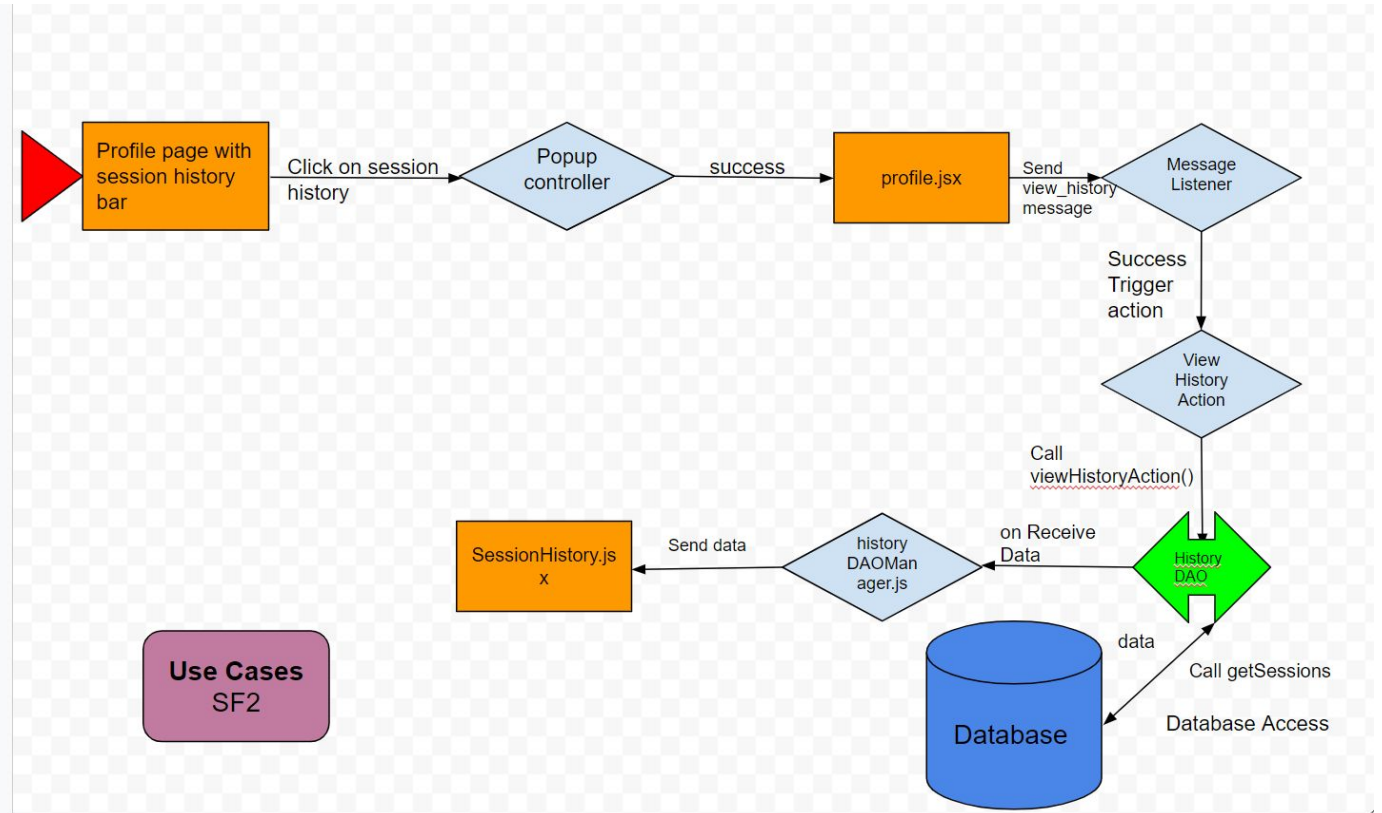 Profile page with
session history
bar
Click on session
history
Popup
controller
success
profile.jsx
Send
view_history
message
Message
Listener
Success
Trigger
action
View
History
Action
Call
viewHistoryAction()
History
DAO
on Receive
Data
history
DAOMan
ager.js
Send data
SessionHistory.js
x
data
Call getSessions
Database Access
Database
Use Cases
SF2